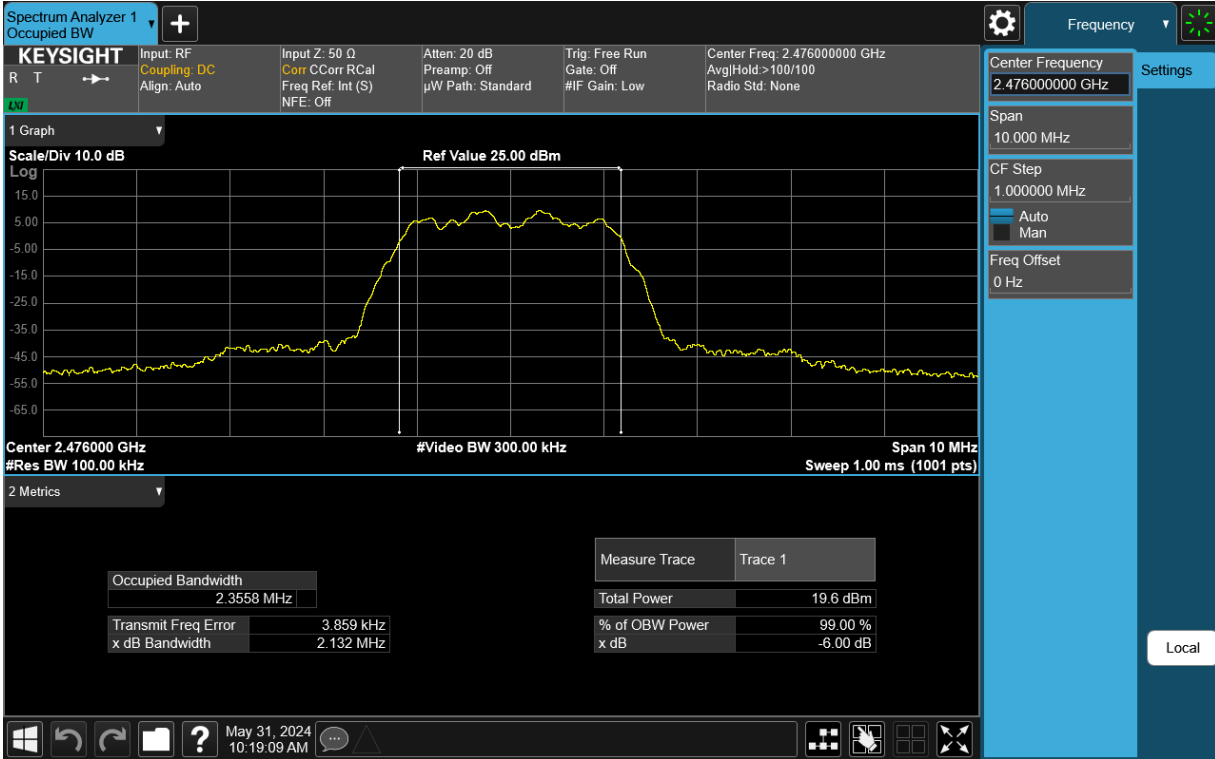 Spectrum Analyzer 1
Occupied BW
Frequency
KEYSIGHT
R T
LXI
Input: RF
Coupling: DC
Align: Auto
Input Z: 50 Ω
Corr CCorr RCal
Freq Ref: Int (S)
NFE: Off
Atten: 20 dB
Preamp: Off
µW Path: Standard
Trig: Free Run
Gate: Off
#IF Gain: Low
Center Freq: 2.476000000 GHz
Avg|Hold:>100/100
Radio Std: None
Center Frequency
2.476000000 GHz
Settings
Span
10.000 MHz
CF Step
1.000000 MHz
Auto
Man
Freq Offset
0 Hz
1 Graph
Scale/Div 10.0 dB
Ref Value 25.00 dBm
Log
15.0
5.00
-5.00
-15.0
-25.0
-35.0
-45.0
-55.0
-65.0
Center 2.476000 GHz
#Video BW 300.00 kHz
Span 10 MHz
#Res BW 100.00 kHz
Sweep 1.00 ms (1001 pts)
2 Metrics
Measure Trace
Trace 1
Occupied Bandwidth
2.3558 MHz
Total Power
19.6 dBm
Transmit Freq Error
3.859 kHz
% of OBW Power
99.00 %
x dB Bandwidth
2.132 MHz
x dB
-6.00 dB
Local
?
May 31, 2024
10:19:09 AM